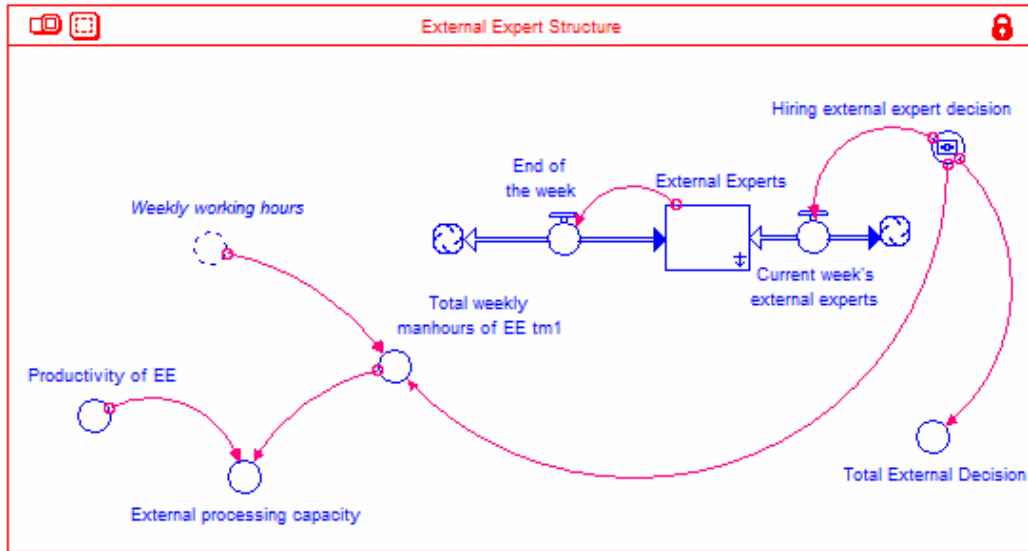 External Expert Structure
Hiring external expert decision
End of
the week
External Experts
Weekly working hours
Current week's
external experts
Total weekly
manhours of EE tm1
Productivity of EE
Total External Decision
External processing capacity